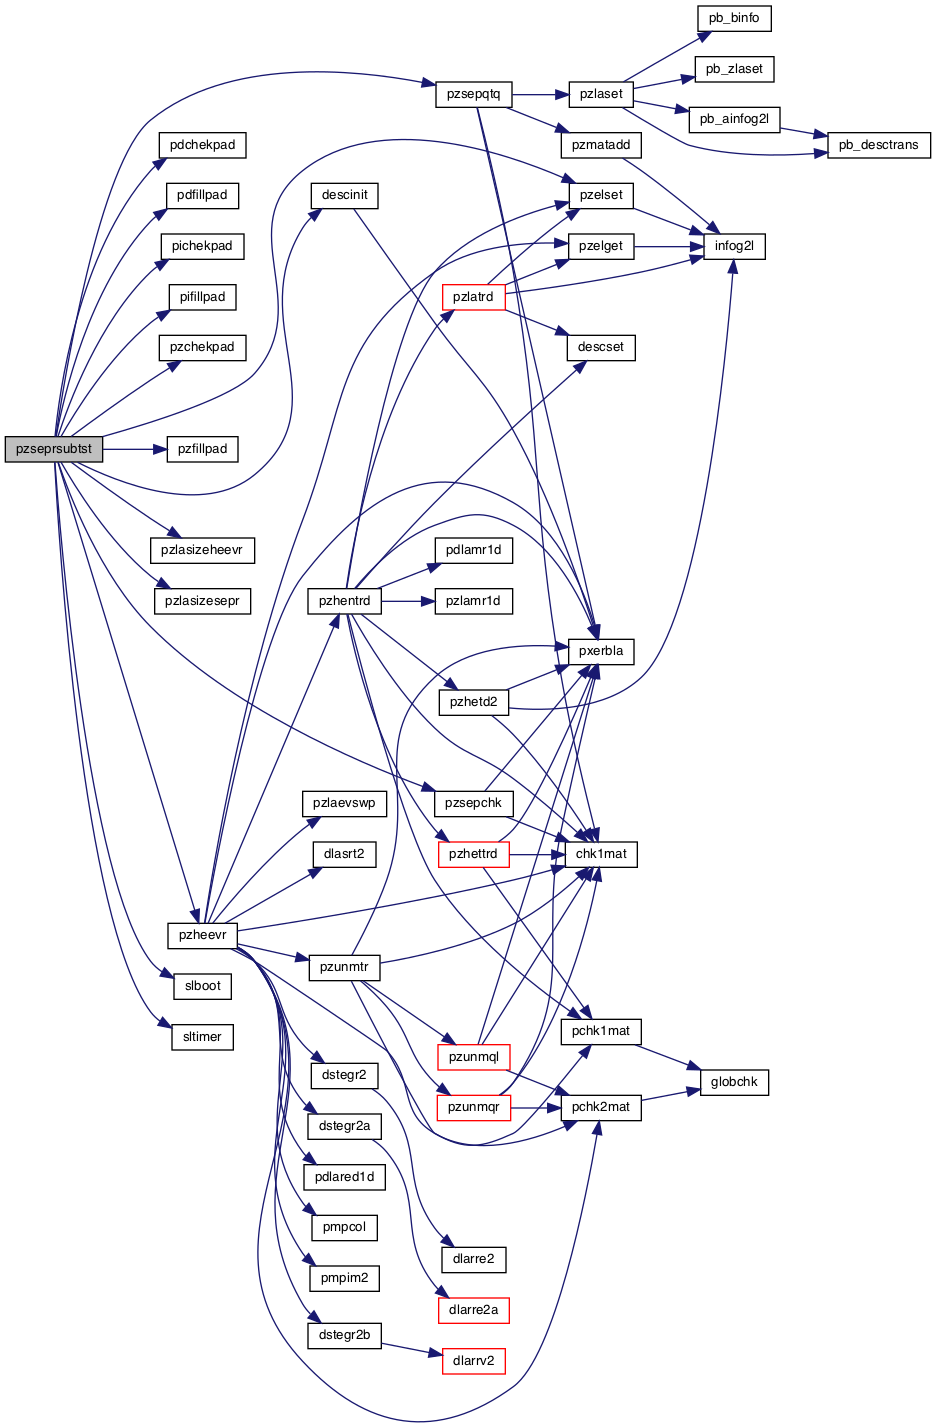 pb_binfo
pzsepqtq
pzlaset
pb_zlaset
pb_ainfog2l
pdchekpad
pzmatadd
pb_desctrans
pdfillpad
descinit
pzelset
pichekpad
pzelget
infog2l
pifillpad
pzlatrd
pzchekpad
descset
pzseprsubtst
pzfillpad
pzlasizeheevr
pdlamr1d
pzlasizesepr
pzhentrd
pzlamr1d
pxerbla
pzhetd2
pzlaevswp
pzsepchk
dlasrt2
pzhettrd
chk1mat
pzheevr
pzunmtr
slboot
sltimer
pchk1mat
pzunmql
dstegr2
globchk
pzunmqr
pchk2mat
dstegr2a
pdlared1d
pmpcol
dlarre2
pmpim2
dlarre2a
dstegr2b
dlarrv2